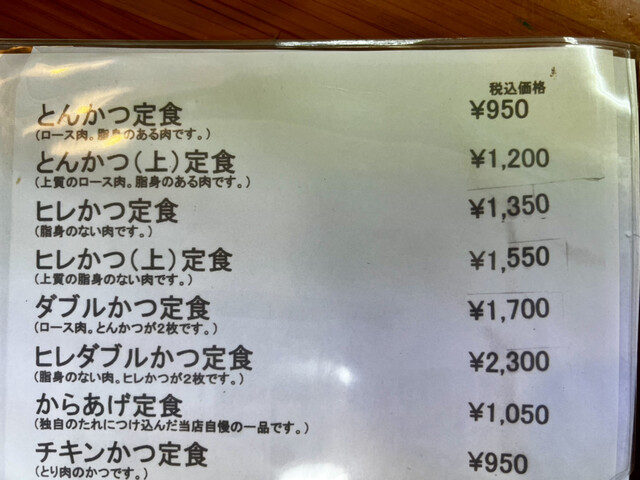 税込価格
とんかつ定食 ¥950
(ロース肉。脂身のある肉です。)
とんかつ(上)定食 ¥1,200
(上質のロース肉。脂身のある肉です。)
ヒレかつ定食 ¥1,350
(脂身のない肉です。)
ヒレかつ(上)定食 ¥1,550
(上質の脂身のない肉です。)
ダブルかつ定食 ¥1,700
(ロース肉。とんかつが2枚です。)
ヒレダブルかつ定食 ¥2,300
(脂身のない肉。ヒレかつが2枚です。)
からあげ定食 ¥1,050
(独自のたれにつけ込んだ当店自慢の一品です。)
チキンかつ定食 ¥950
(とり肉のかつです。)